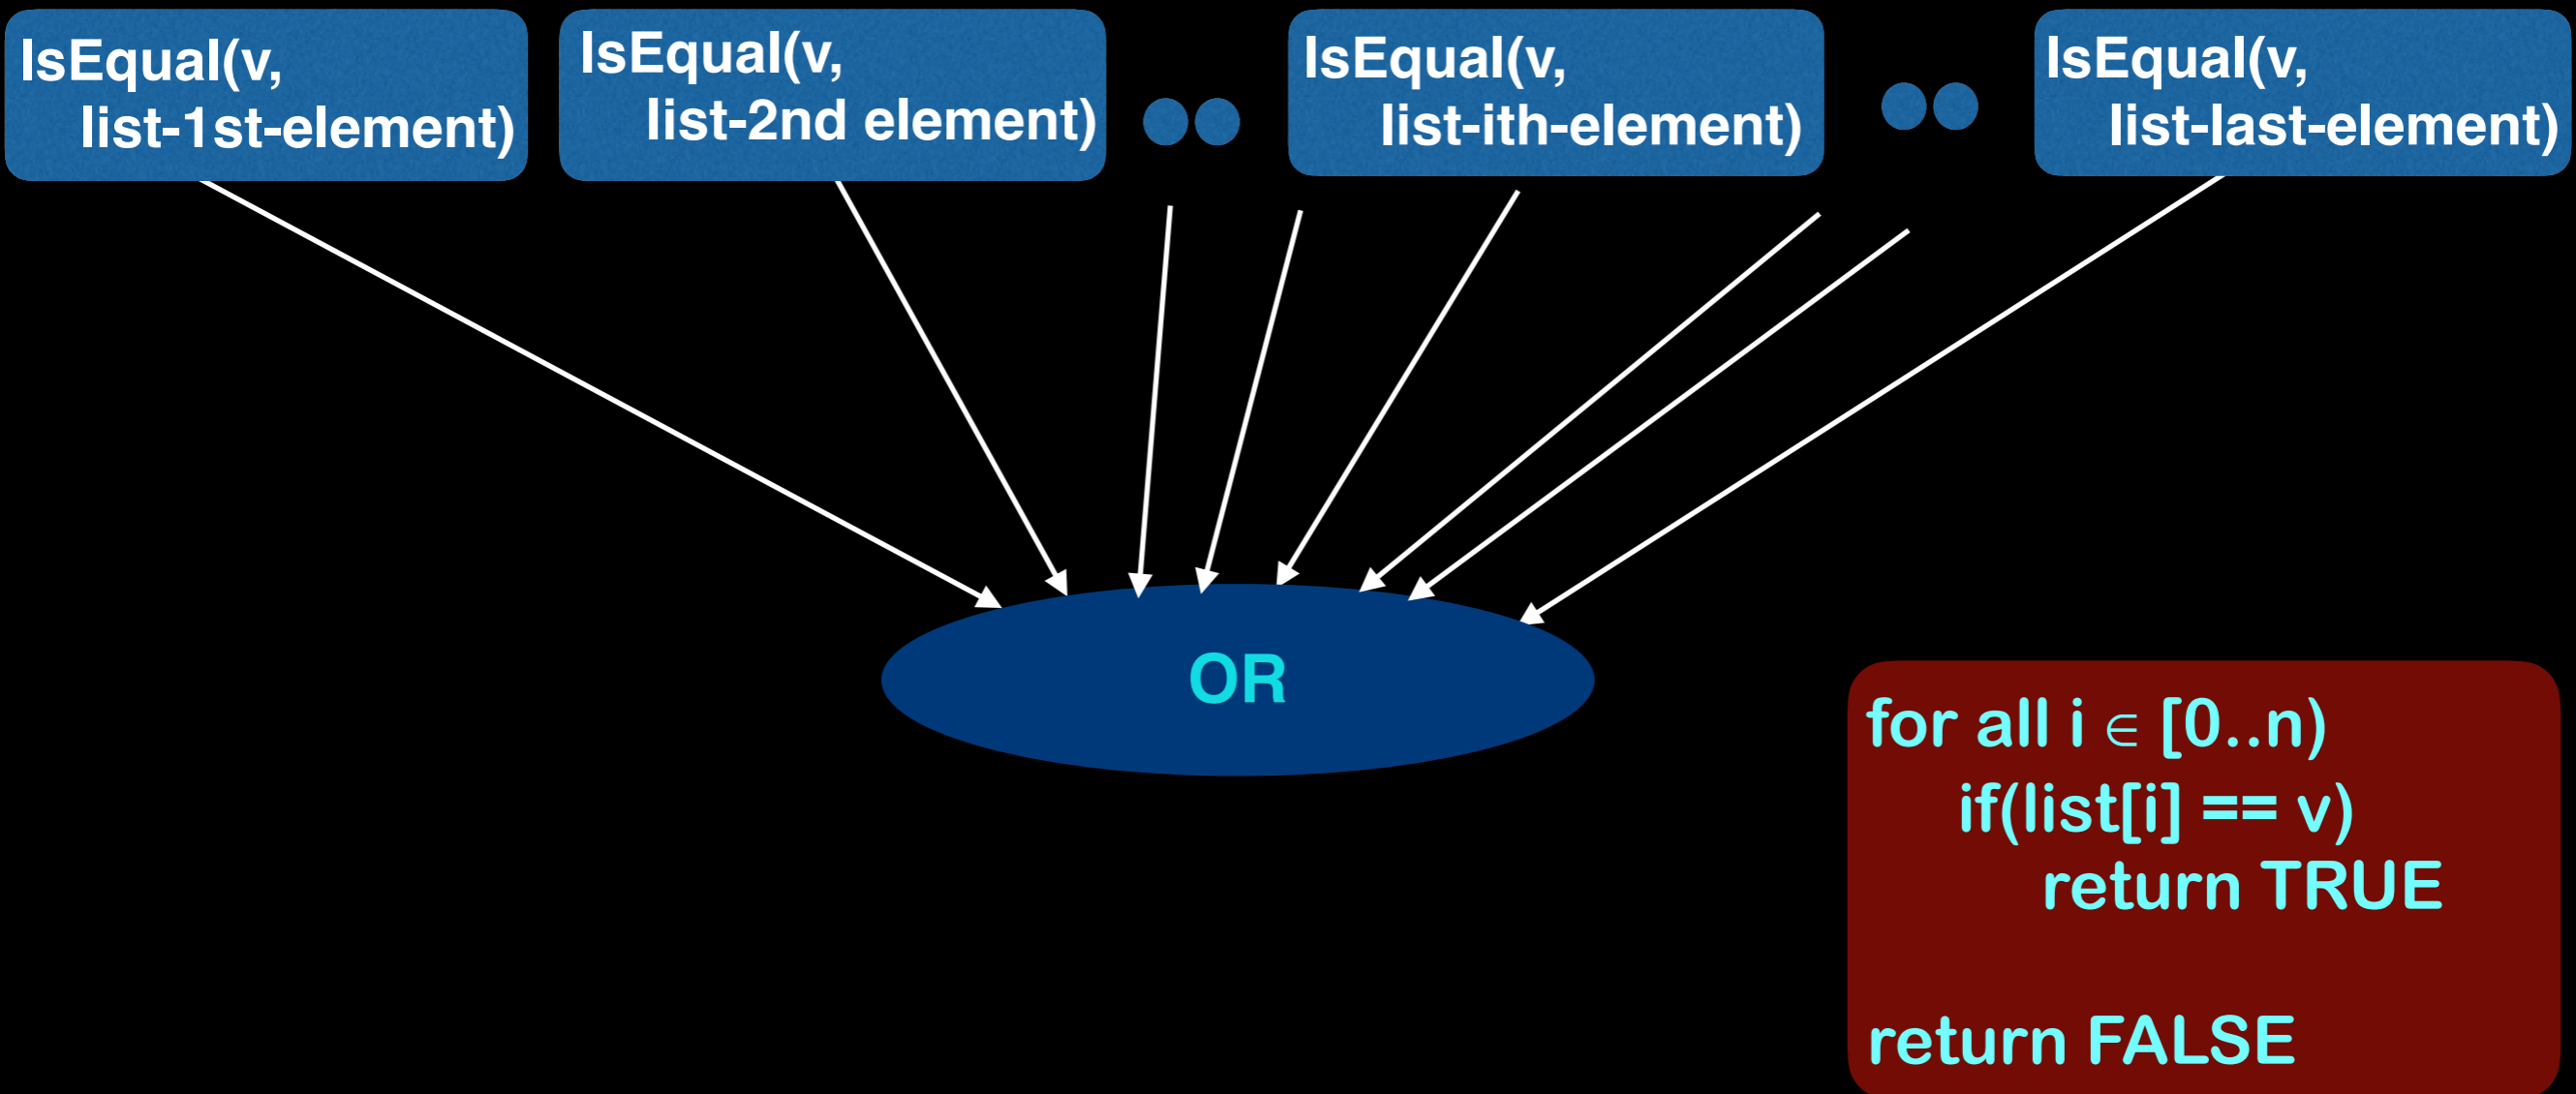 IsEqual(v,
list-1st-element)
IsEqual(v,
list-2nd element)
IsEqual(v,
list-ith-element)
IsEqual(v,
list-last-element)
OR
for all i ∈ [0..n)
if(list[i] == v)
return TRUE
return FALSE